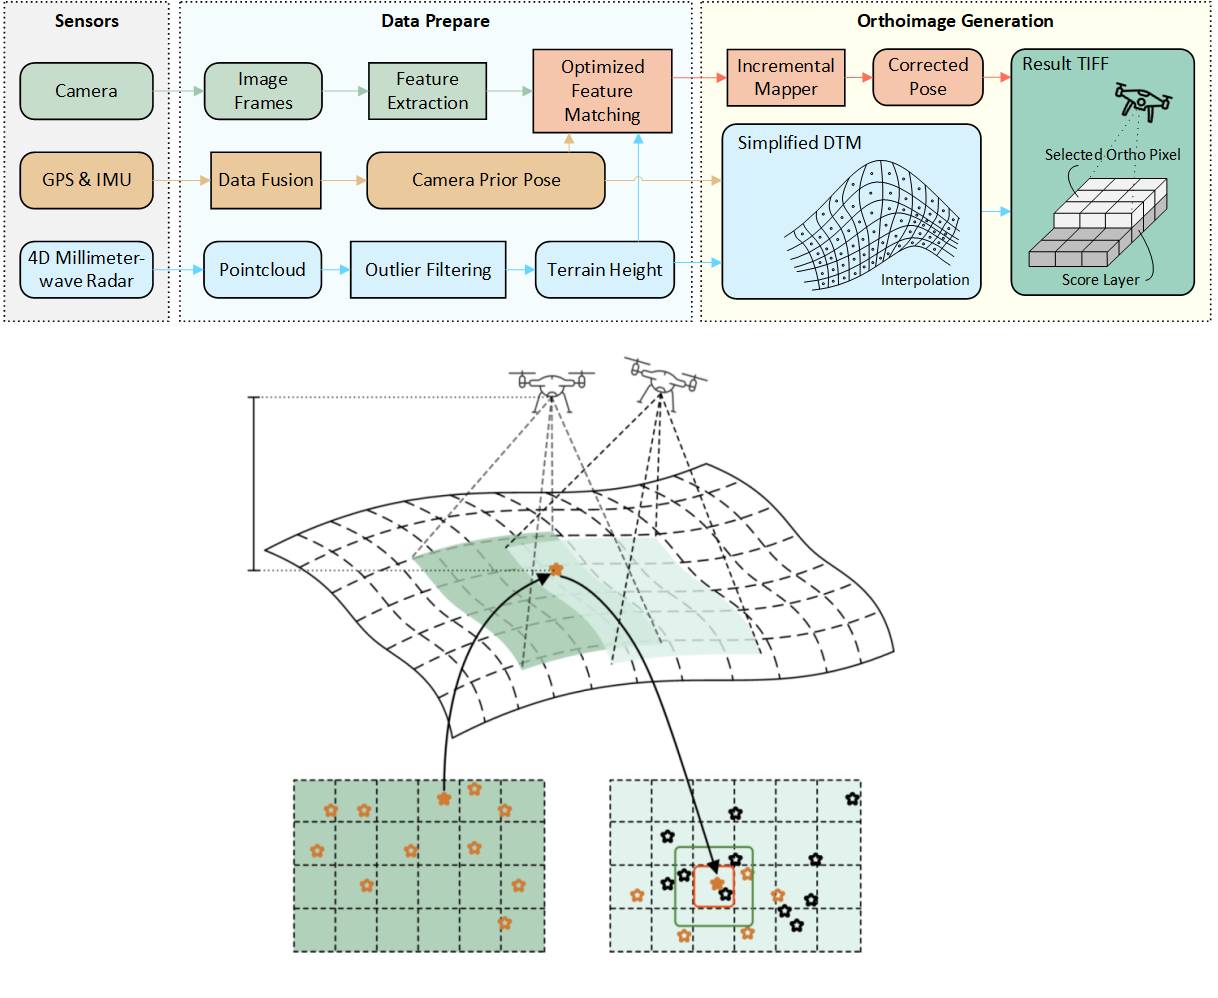 Sensors
Data Prepare
Orthoimage Generation
Camera
Image
Frames
Feature
Extraction
Optimized
Feature
Matching
Incremental
Mapper
Corrected
Pose
Result TIFF
GPS & IMU
Data Fusion
Camera Prior Pose
Simplified DTM
Selected Ortho Pixel
4D Millimeter-
wave Radar
Pointcloud
Outlier Filtering
Terrain Height
Interpolation
Score Layer